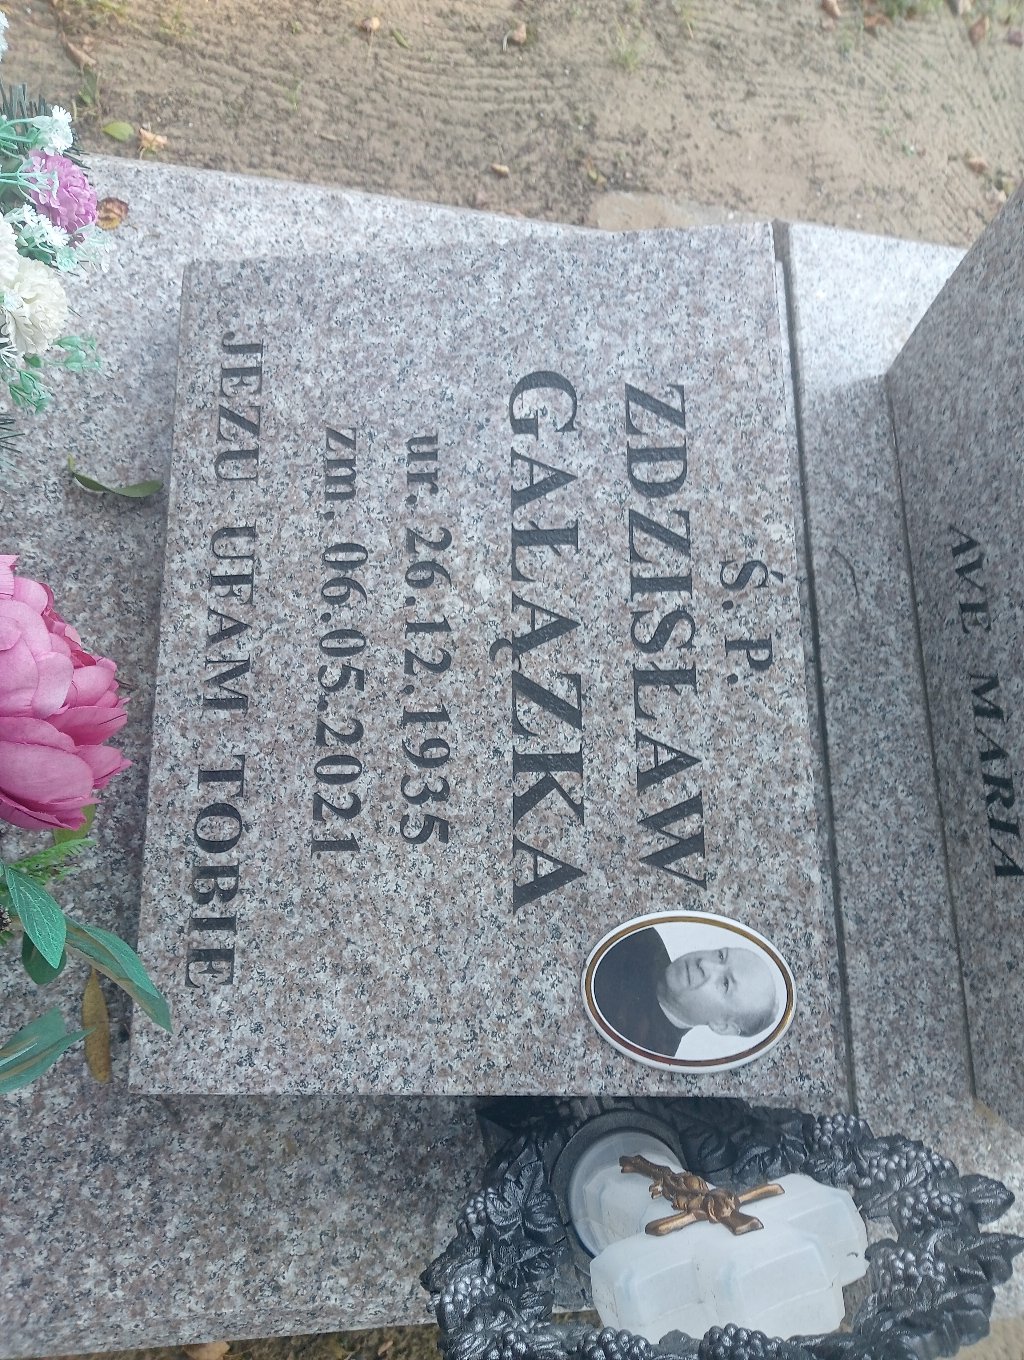 AVE MARIA
Ś.P.
ZDZISŁAW
GAŁĄZKA
ur. 26.12.1935
zm. 06.05.2021
JEZU UFAM TOBIE